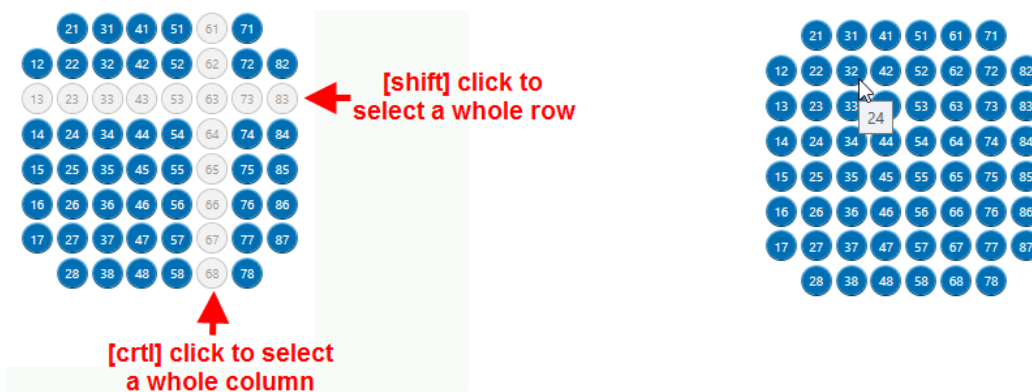 21 31 41 51 61 71
12 22 32 42 52 62 72 82
13 23 33 43 53 63 73 83
14 24 34 44 54 64 74 84
15 25 35 45 55 65 75 85
16 26 36 46 56 66 76 86
17 27 37 47 57 67 77 87
28 38 48 58 68 78
[shift] click to
select a whole row
[crtl] click to select
a whole column
21 31 41 51 61 71
12 22 32 42 52 62 72 82
13 23 33 53 63 73 83
24
14 24 34 44 54 64 74 84
15 25 35 45 55 65 75 85
16 26 36 46 56 66 76 86
17 27 37 47 57 67 77 87
28 38 48 58 68 78